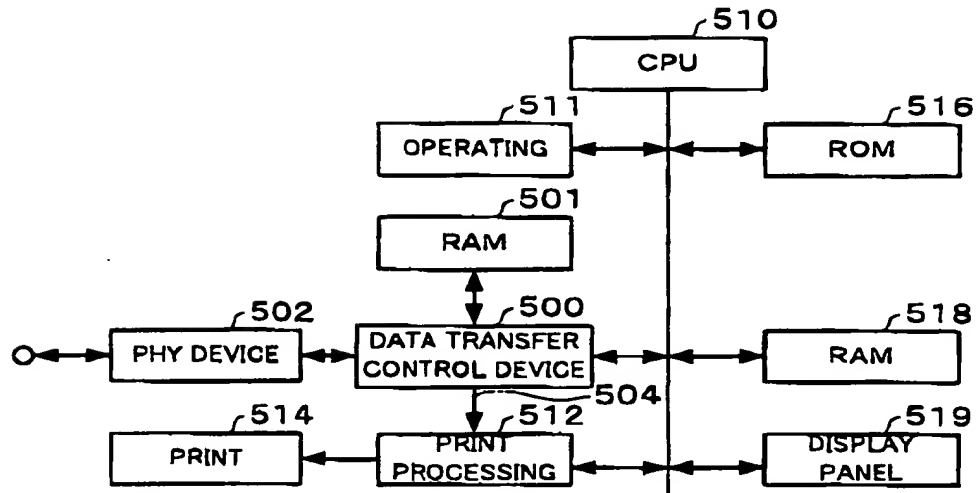 510
CPU
511
OPERATING
516
ROM
501
RAM
502
PHY DEVICE
500
DATA TRANSFER
CONTROL DEVICE
518
RAM
504
514
PRINT
512
PRINT
PROCESSING
519
DISPLAY
PANEL